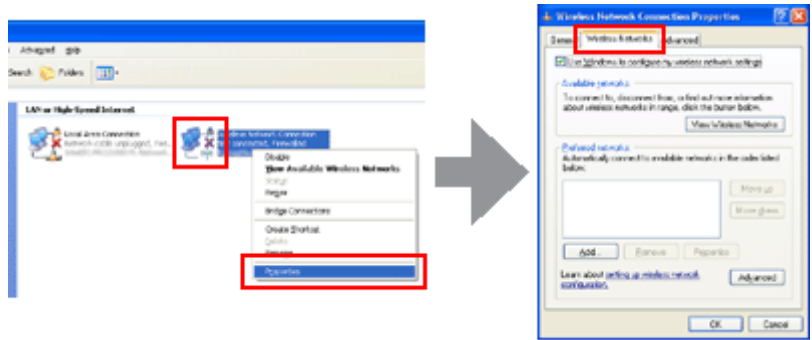 Advanced Help
Search Folders
LAN or High-Speed Internet
Local Area Connection
Network cable unplugged, Fire...
Wireless Network Connection
Not connected, Firewalled
Disable
View Available Wireless Networks
Status
Repair
Bridge Connections
Create Shortcut
Delete
Rename
Properties
Wireless Network Connection Properties
General Wireless Networks Advanced
Use Windows to configure my wireless network settings
Available networks
To connect to, disconnect from, or find out more information
about wireless networks in range, click the button below.
View Wireless Networks
Preferred networks
Automatically connect to available networks in the order listed
below:
Move up
Move down
Add... Remove Properties
Learn about setting up wireless network
configuration.
Advanced
OK Cancel